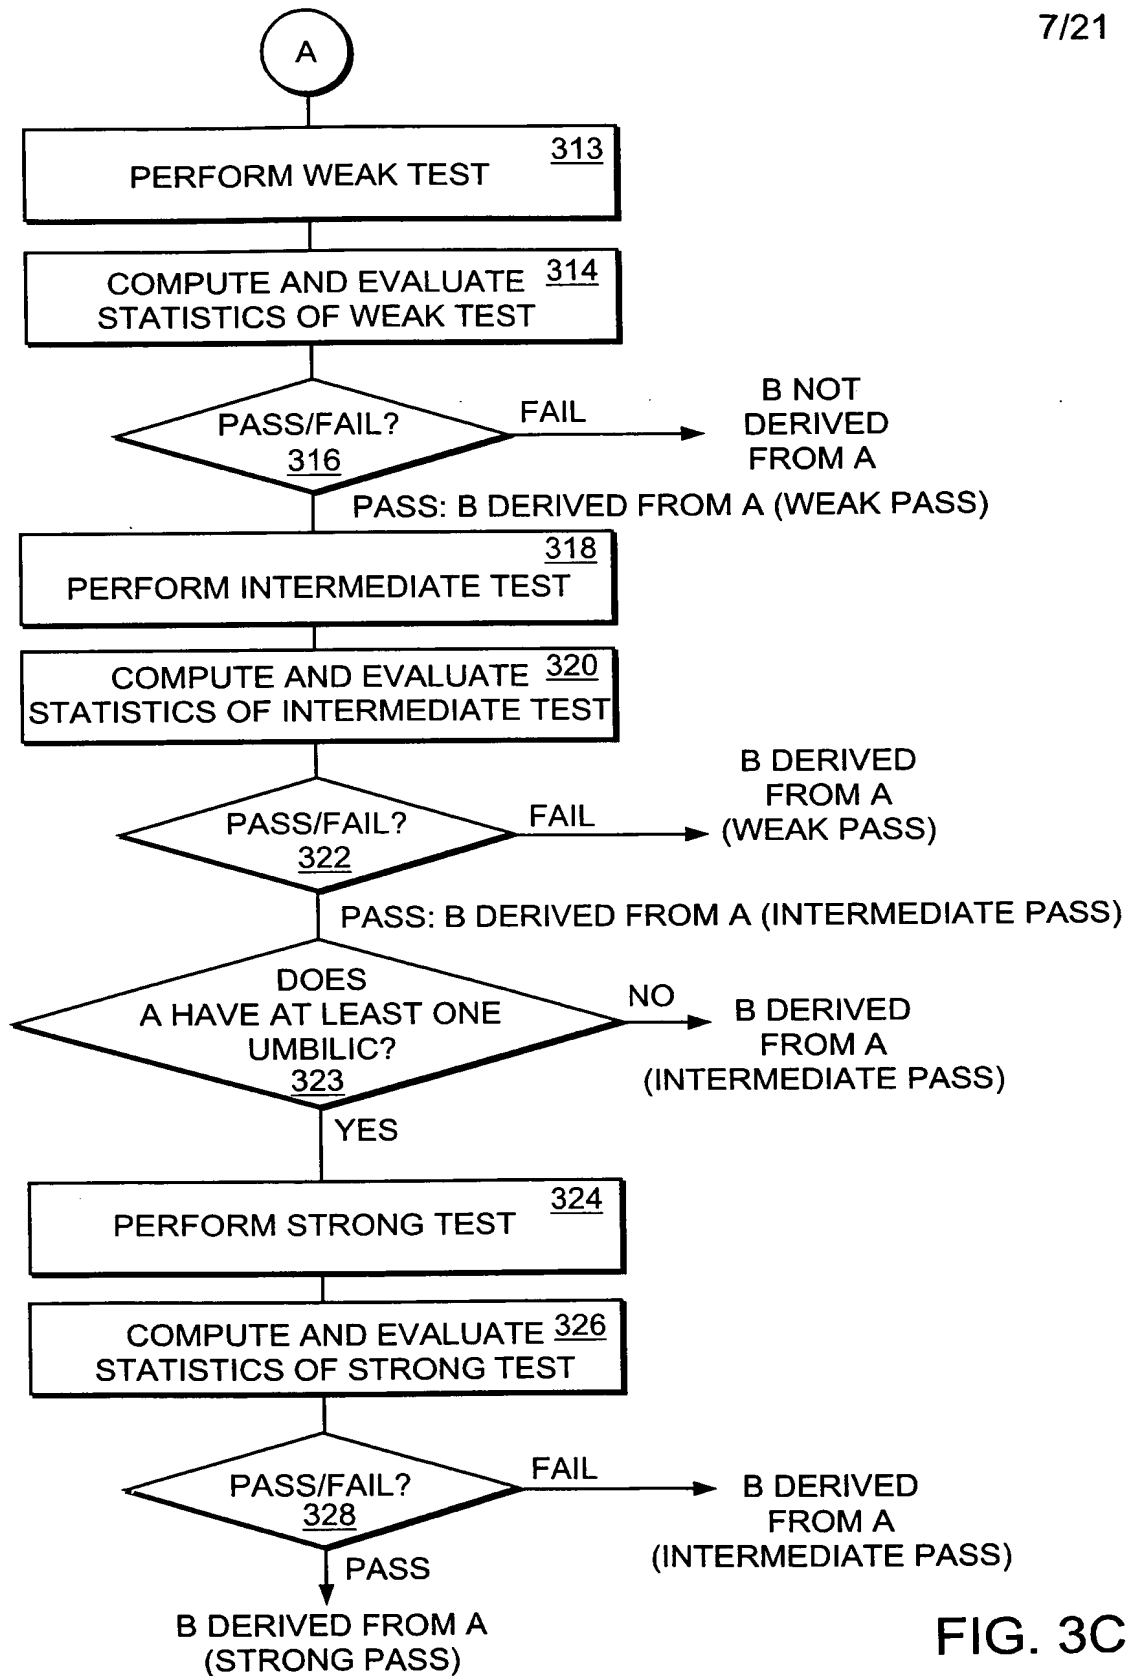 7/21
A
313
PERFORM WEAK TEST
COMPUTE AND EVALUATE 314
STATISTICS OF WEAK TEST
PASS/FAIL?
316
FAIL
B NOT
DERIVED
FROM A
PASS: B DERIVED FROM A (WEAK PASS)
318
PERFORM INTERMEDIATE TEST
COMPUTE AND EVALUATE 320
STATISTICS OF INTERMEDIATE TEST
PASS/FAIL?
322
FAIL
B DERIVED
FROM A
(WEAK PASS)
PASS: B DERIVED FROM A (INTERMEDIATE PASS)
DOES
A HAVE AT LEAST ONE
UMBILIC?
323
NO
B DERIVED
FROM A
(INTERMEDIATE PASS)
YES
324
PERFORM STRONG TEST
COMPUTE AND EVALUATE 326
STATISTICS OF STRONG TEST
PASS/FAIL?
328
FAIL
B DERIVED
FROM A
(INTERMEDIATE PASS)
PASS
B DERIVED FROM A
(STRONG PASS)
FIG. 3C